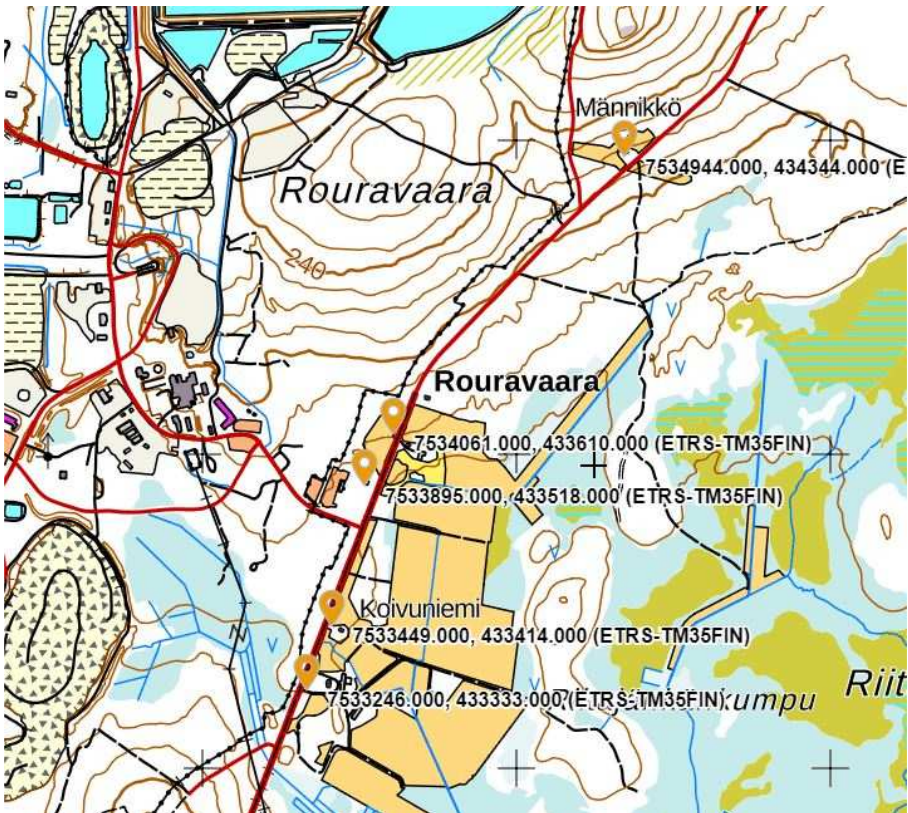 Männikkö
7534944.000, 434344.000 (E
Rouravaara
240
Rouravaara
7534061.000, 433610.000 (ETRS-TM35FIN)
7533895.000, 433518.000 (ETRS-TM35FIN)
Koivuniemi
7533449.000, 433414.000 (ETRS-TM35FIN)
Riit
7533246.000, 433333.000 (ETRS-TM35FIN)
kumpu